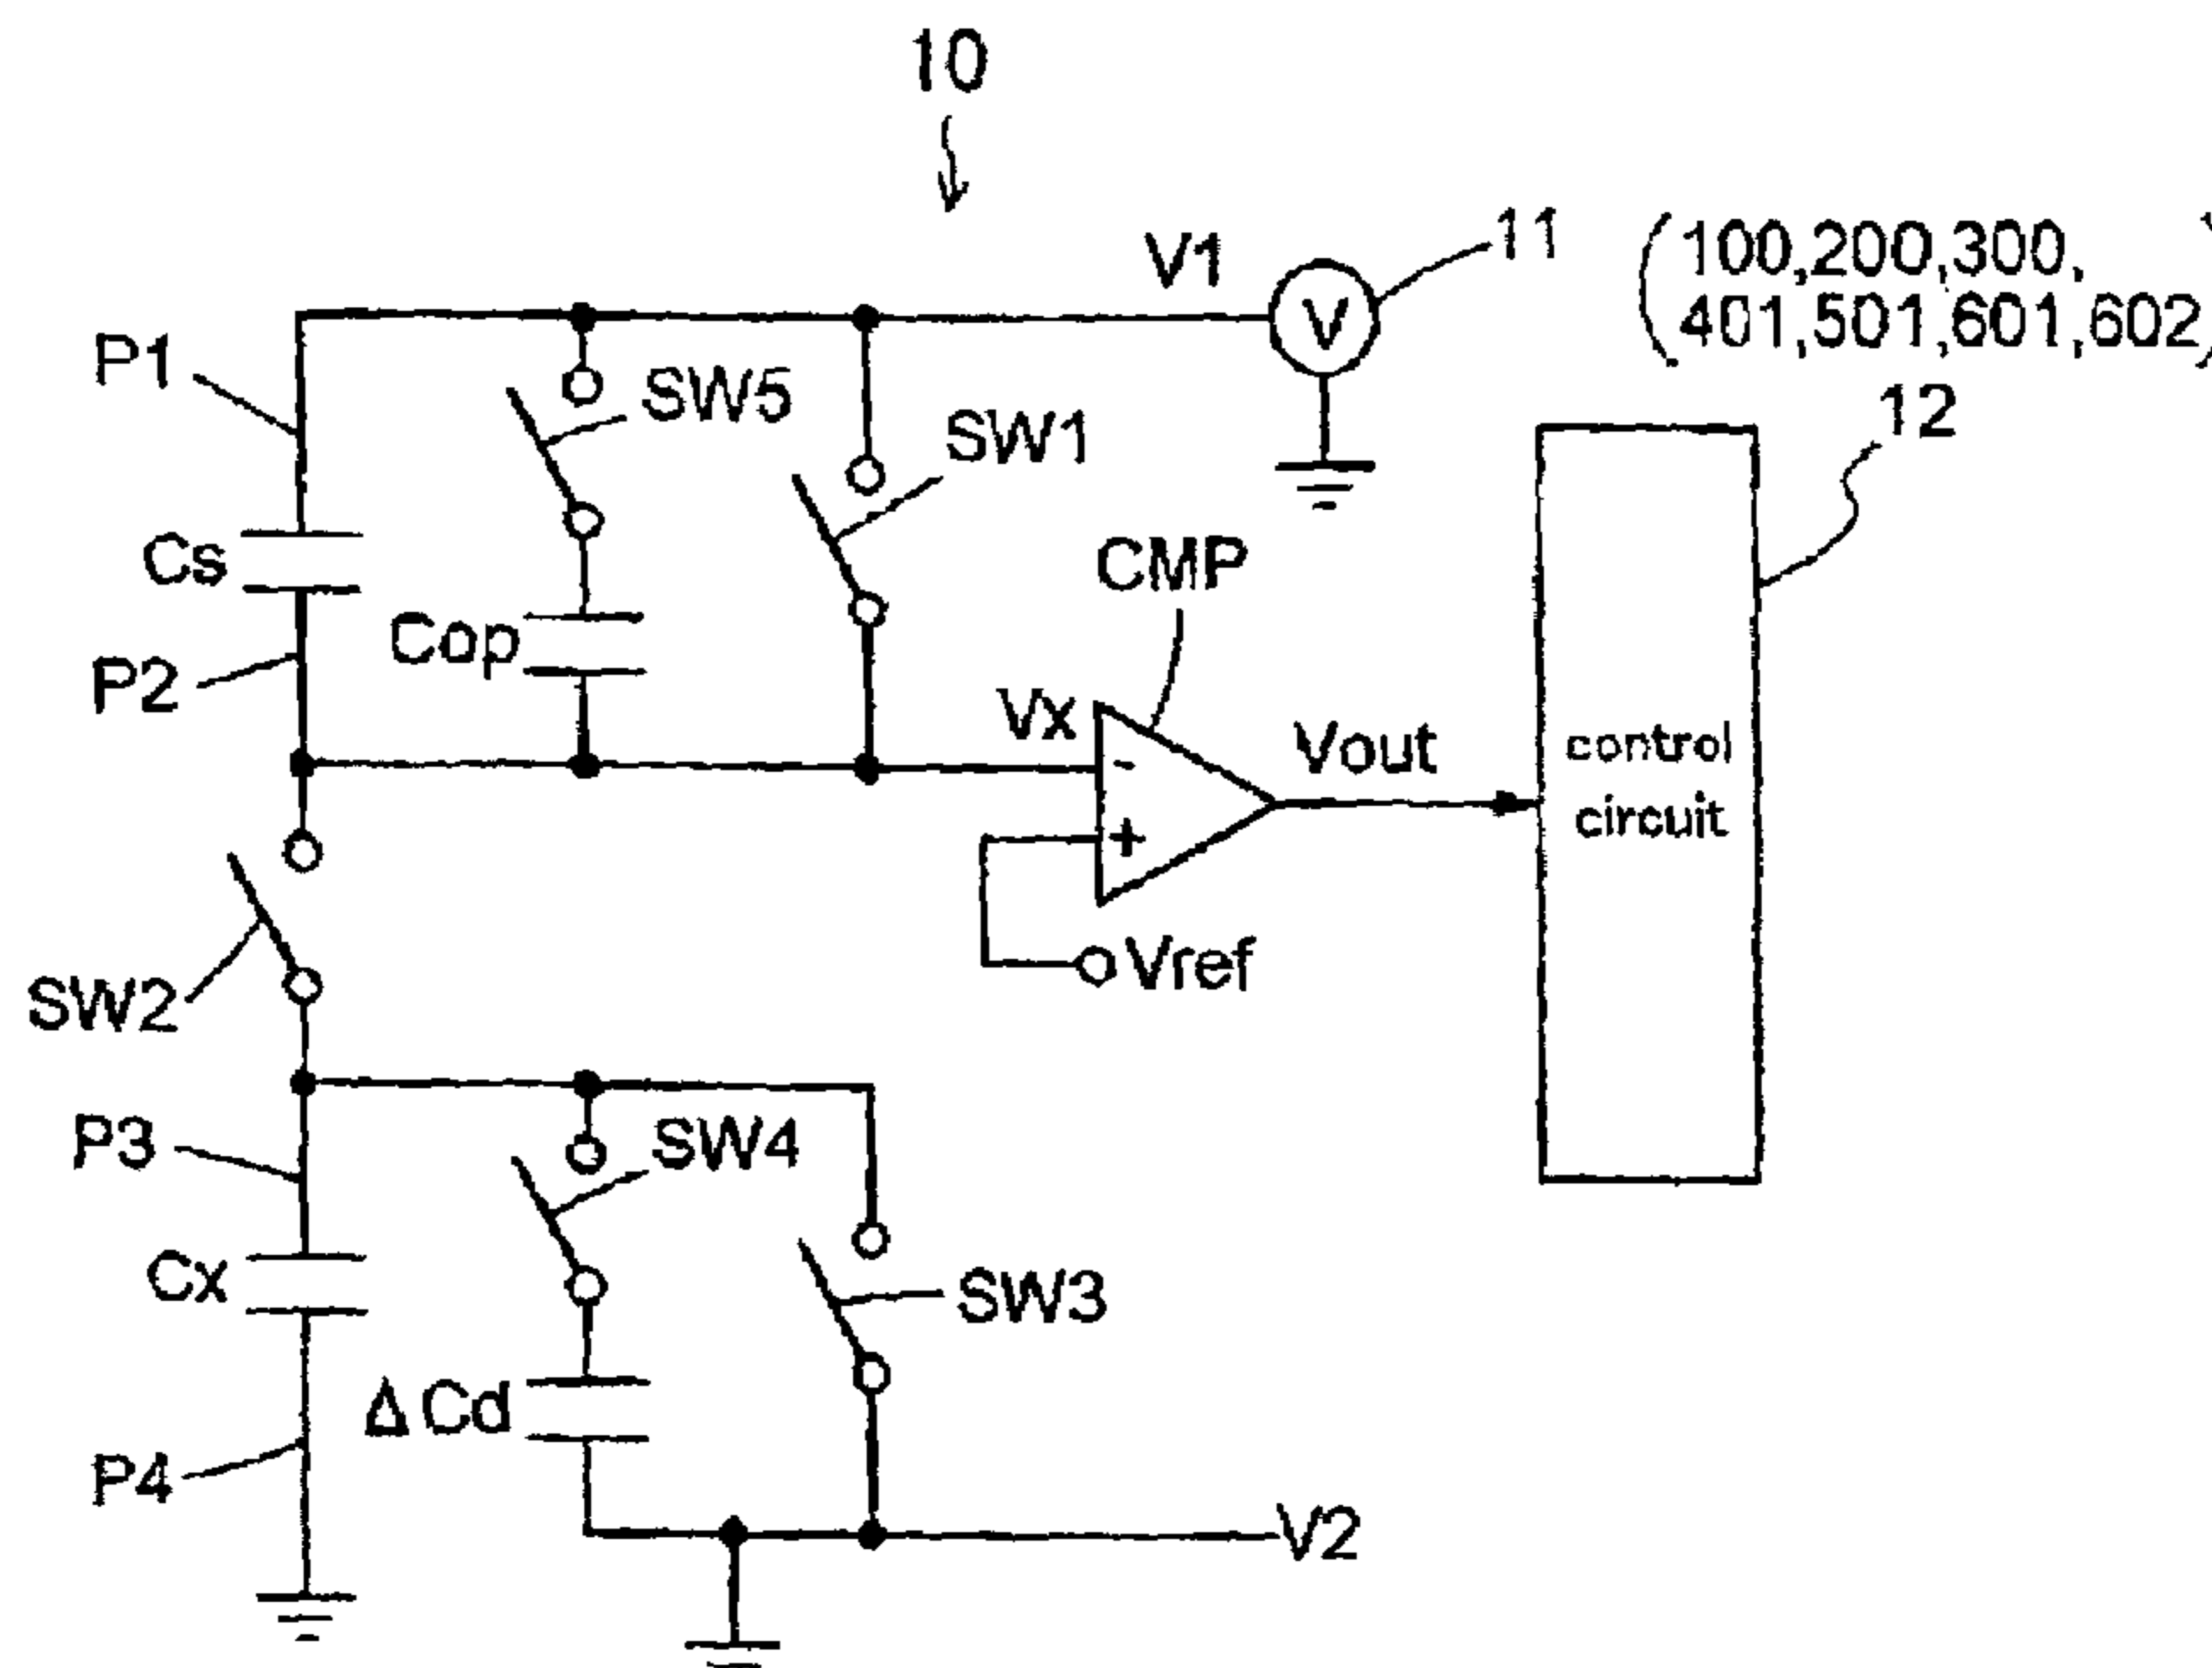 10
V1
11
(100,200,300,
401,501,601,602)
V
P1
SW5
SW1
12
Cs
CMP
Cop
P2
Vx
Vout
control
circuit
-
+
Vref
SW2
P3
SW4
Cx
SW3
ΔCd
P4
V2